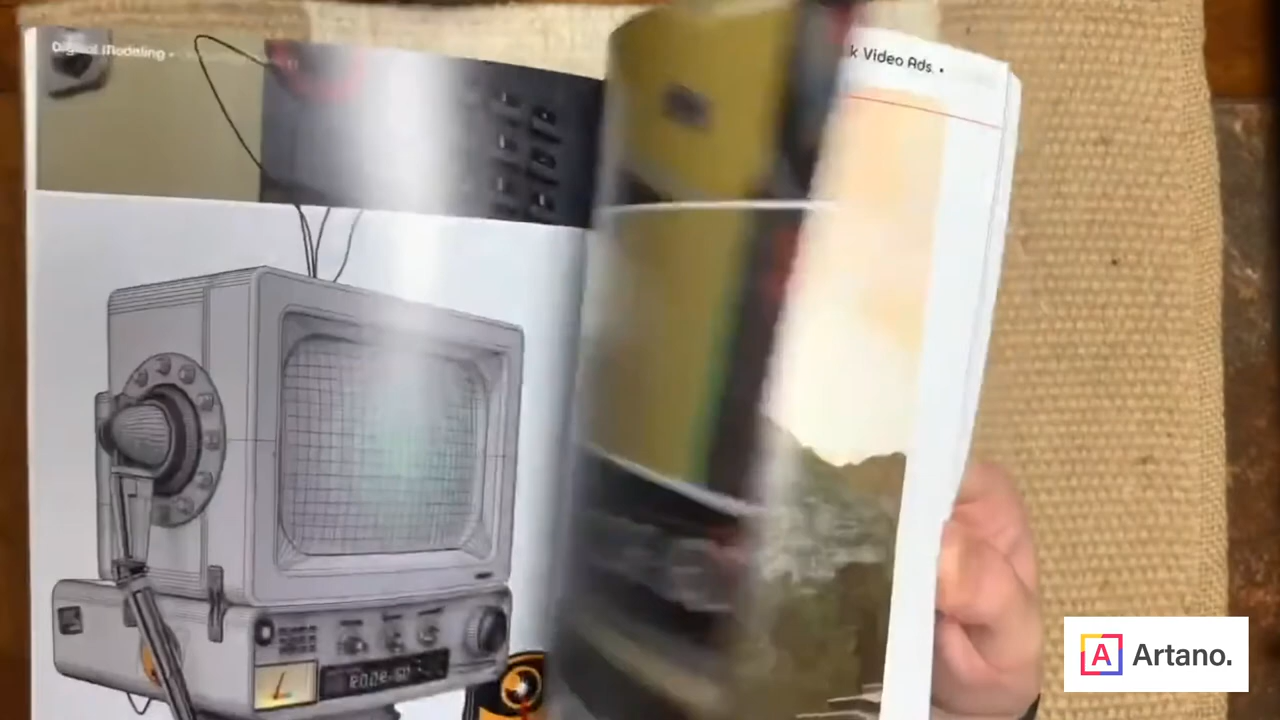 Digital Modeling •
k Video Ads. •
A Artano.